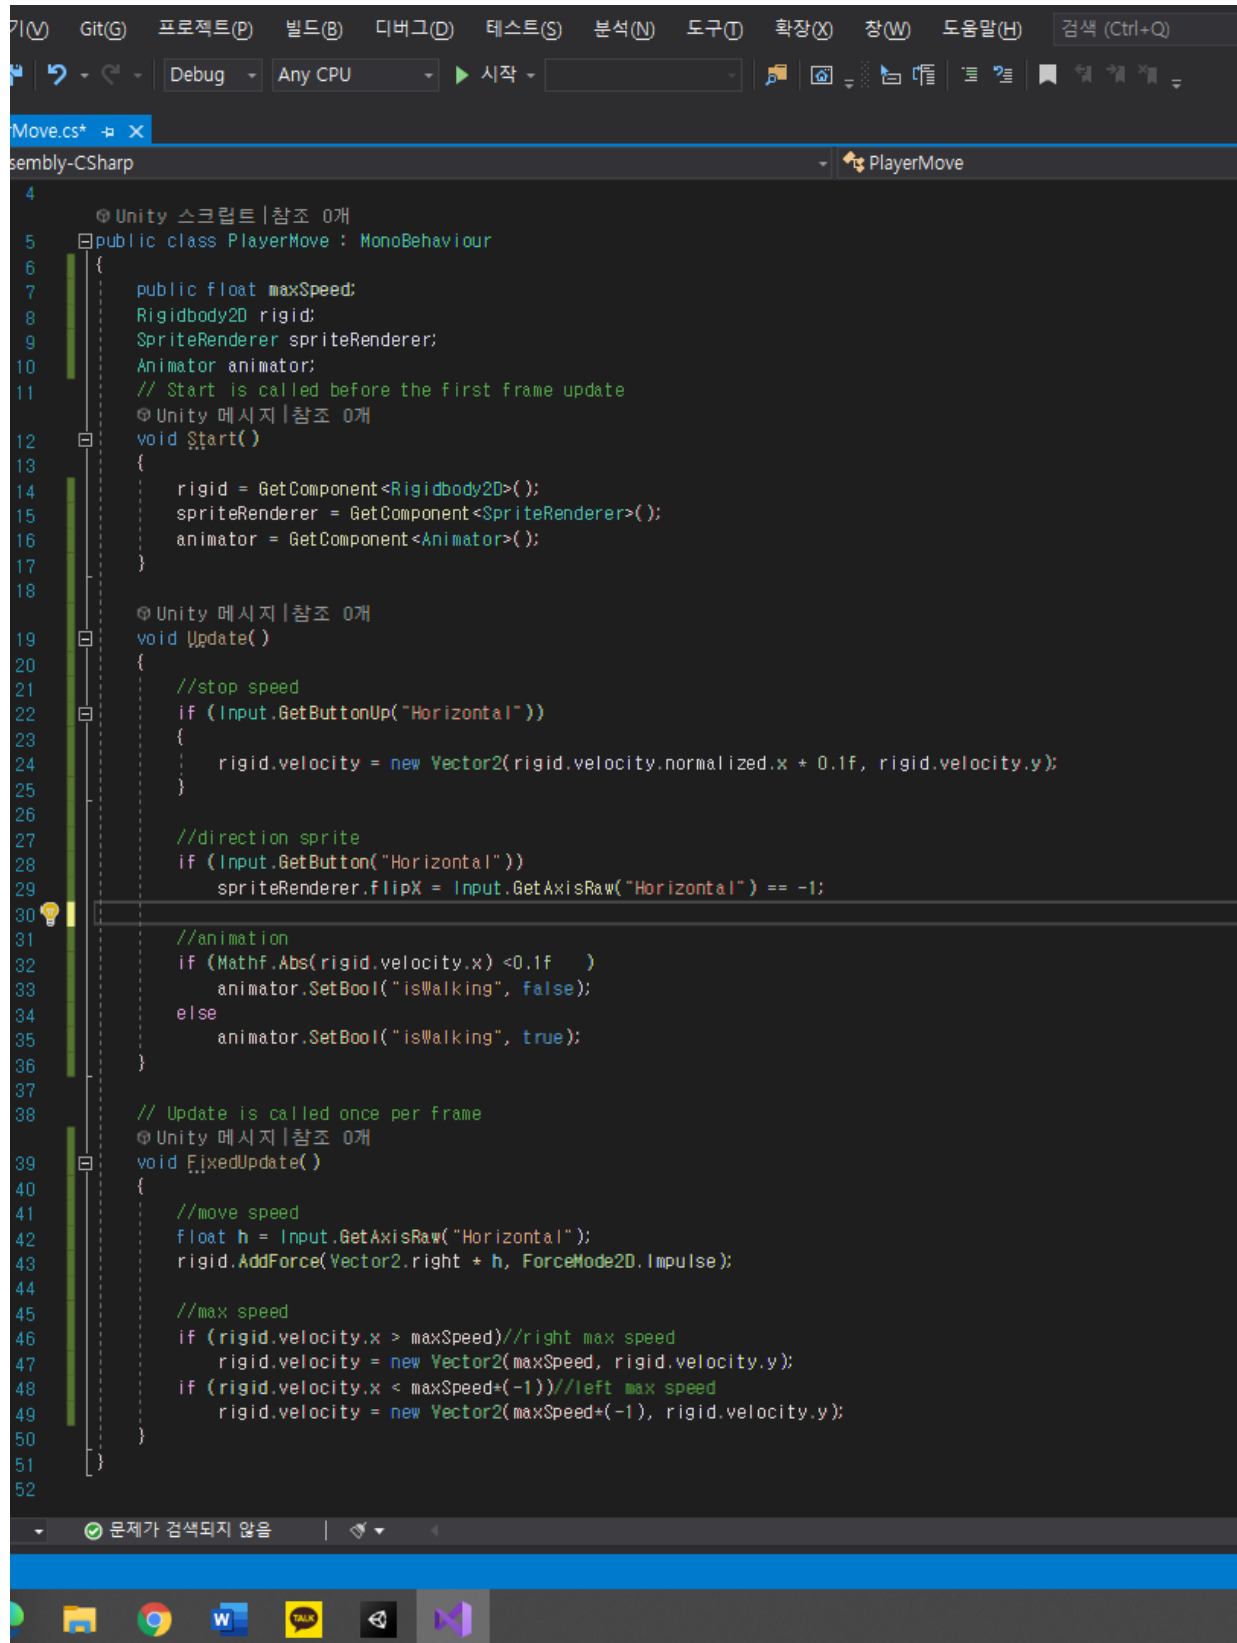 기(V) Git(G) 프로젝트(P) 빌드(B) 디버그(D) 테스트(S) 분석(N) 도구(T) 확장(X) 창(W) 도움말(H) 검색 (Ctrl+Q)
Debug Any CPU 시작
rMove.cs*
sembly-CSharp PlayerMove
4
Unity 스크립트|참조 0개
5 public class PlayerMove : MonoBehaviour
6 {
7 public float maxSpeed;
8 Rigidbody2D rigid;
9 SpriteRenderer spriteRenderer;
10 Animator animator;
11 // Start is called before the first frame update
Unity 메시지|참조 0개
12 void Start()
13 {
14 rigid = GetComponent<Rigidbody2D>();
15 spriteRenderer = GetComponent<SpriteRenderer>();
16 animator = GetComponent<Animator>();
17 }
18
Unity 메시지|참조 0개
19 void Update()
20 {
21 //stop speed
22 if (Input.GetButtonUp("Horizontal"))
23 {
24 rigid.velocity = new Vector2(rigid.velocity.normalized.x * 0.1f, rigid.velocity.y);
25 }
26
27 //direction sprite
28 if (Input.GetButton("Horizontal"))
29 spriteRenderer.flipX = Input.GetAxisRaw("Horizontal") == -1;
30
31 //animation
32 if (Mathf.Abs(rigid.velocity.x) <0.1f )
33 animator.SetBool("isWalking", false);
34 else
35 animator.SetBool("isWalking", true);
36 }
37
38 // Update is called once per frame
Unity 메시지|참조 0개
39 void FixedUpdate()
40 {
41 //move speed
42 float h = Input.GetAxisRaw("Horizontal");
43 rigid.AddForce(Vector2.right * h, ForceMode2D.Impulse);
44
45 //max speed
46 if (rigid.velocity.x > maxSpeed)//right max speed
47 rigid.velocity = new Vector2(maxSpeed, rigid.velocity.y);
48 if (rigid.velocity.x < maxSpeed*(-1))//left max speed
49 rigid.velocity = new Vector2(maxSpeed*(-1), rigid.velocity.y);
50 }
51 }
52
문제가 검색되지 않음
W TALK